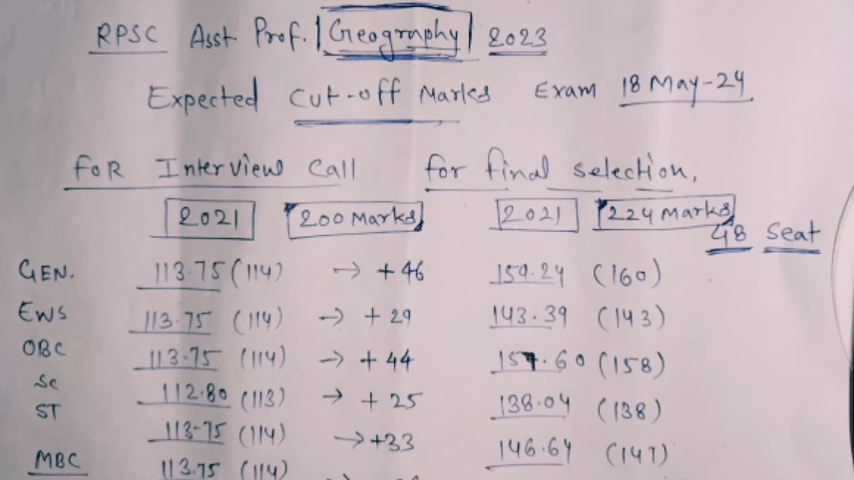 RPSC Asst Prof. Geography 2023
Expected Cut-off Marks Exam 18 May-24
FOR Interview Call for final selection.
2021 200 Marks 2021 224 Marks
48 Seat
GEN. 113.75 (114) → +46 159.24 (160)
EWS 113.75 (114) → +29 143.39 (143)
OBC 113.75 (114) → +44 157.60 (158)
SC 112.80 (113) → +25 138.04 (138)
ST 113.75 (114) → +33 146.64 (147)
MBC 113.75 (114)